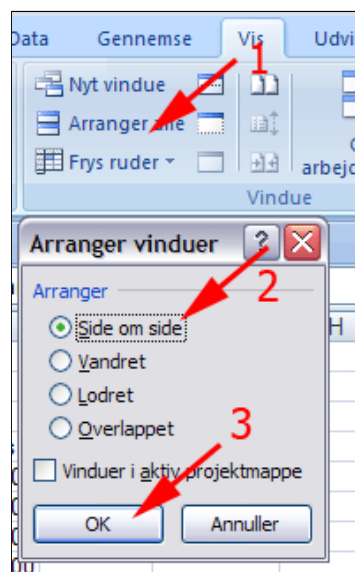 Data Gennemse Vis Udvi
1
Nyt vindue
Arranger alle
Frys ruder
arbejd
Vindue
Arranger vinduer ?
2
Arranger
Side om side
H
Vandret
Lodret
Overlappet
3
Vinduer i aktiv projektmappe
OK Annuller